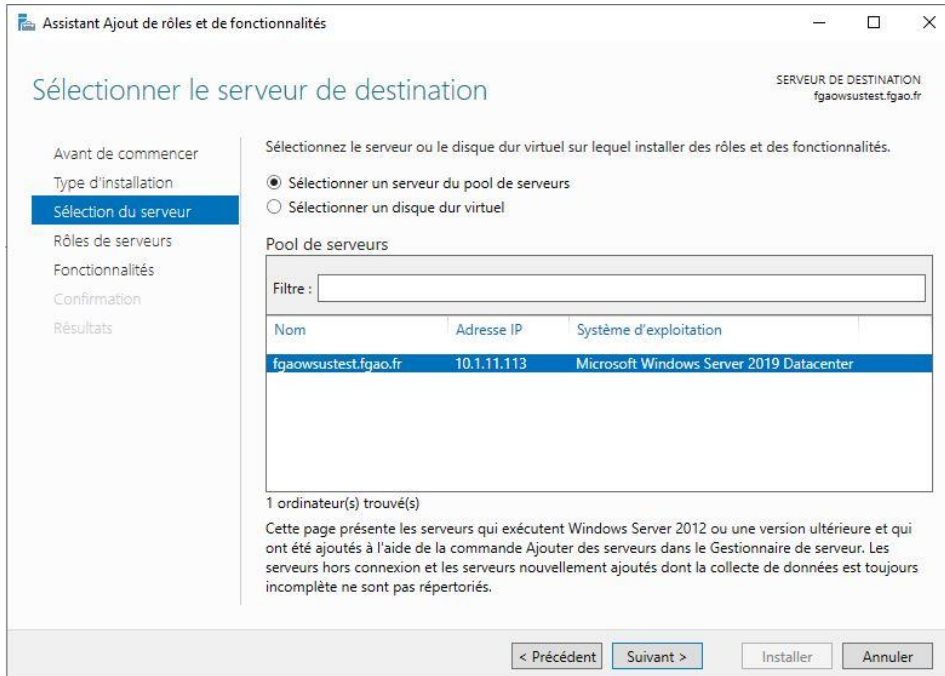 Assistant Ajout de rôles et de fonctionnalités
Sélectionner le serveur de destination
SERVEUR DE DESTINATION
fgaowsustest.fgao.fr
Avant de commencer
Type d'installation
Sélection du serveur
Rôles de serveurs
Fonctionnalités
Confirmation
Résultats
Sélectionnez le serveur ou le disque dur virtuel sur lequel installer des rôles et des fonctionnalités.
Sélectionner un serveur du pool de serveurs
Sélectionner un disque dur virtuel
Pool de serveurs
Filtre :
Nom Adresse IP Système d'exploitation
fgaowsustest.fgao.fr 10.1.11.113 Microsoft Windows Server 2019 Datacenter
1 ordinateur(s) trouvé(s)
Cette page présente les serveurs qui exécutent Windows Server 2012 ou une version ultérieure et qui
ont été ajoutés à l'aide de la commande Ajouter des serveurs dans le Gestionnaire de serveur. Les
serveurs hors connexion et les serveurs nouvellement ajoutés dont la collecte de données est toujours
incomplète ne sont pas répertoriés.
< Précédent Suivant > Installer Annuler